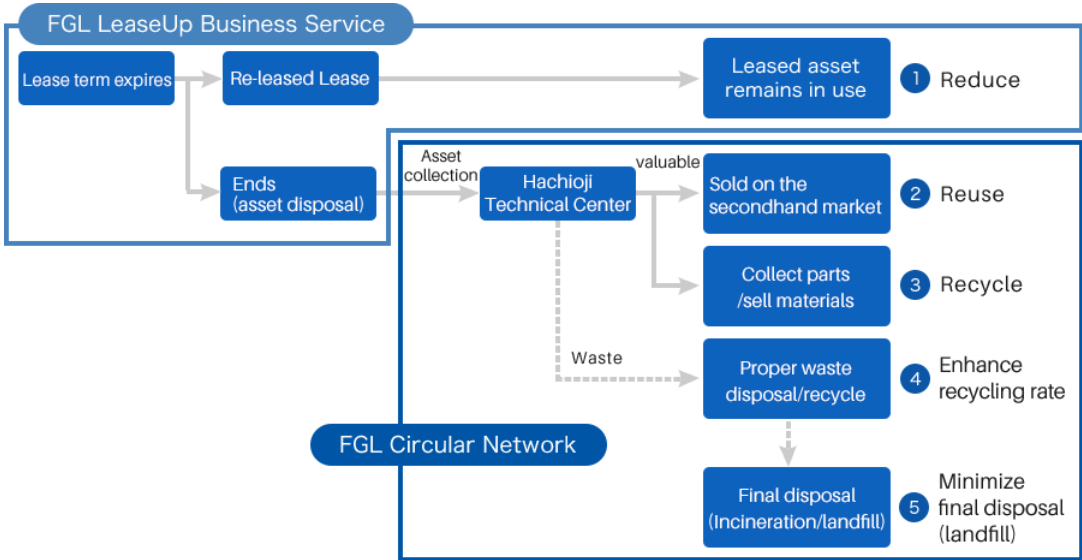 FGL LeaseUp Business Service
Lease term expires
Re-leased Lease
Leased asset
remains in use
1 Reduce
Ends
(asset disposal)
Asset
collection
Hachioji
Technical Center
valuable
Sold on the
secondhand market
2 Reuse
Collect parts
/sell materials
3 Recycle
Waste
Proper waste
disposal/recycle
4 Enhance
recycling rate
FGL Circular Network
Final disposal
(Incineration/landfill)
5 Minimize
final disposal
(landfill)